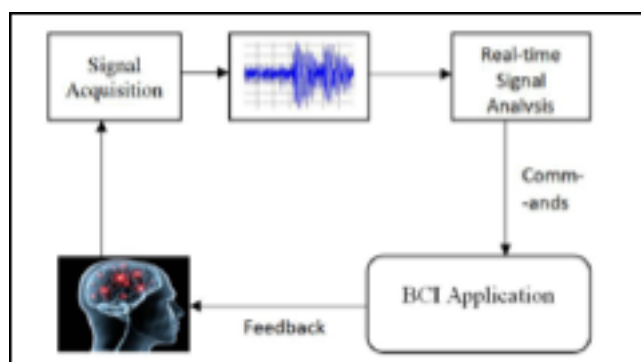 Signal
Acquisition
Real-time
Signal
Analysis
Comm-
-ands
BCI Application
Feedback